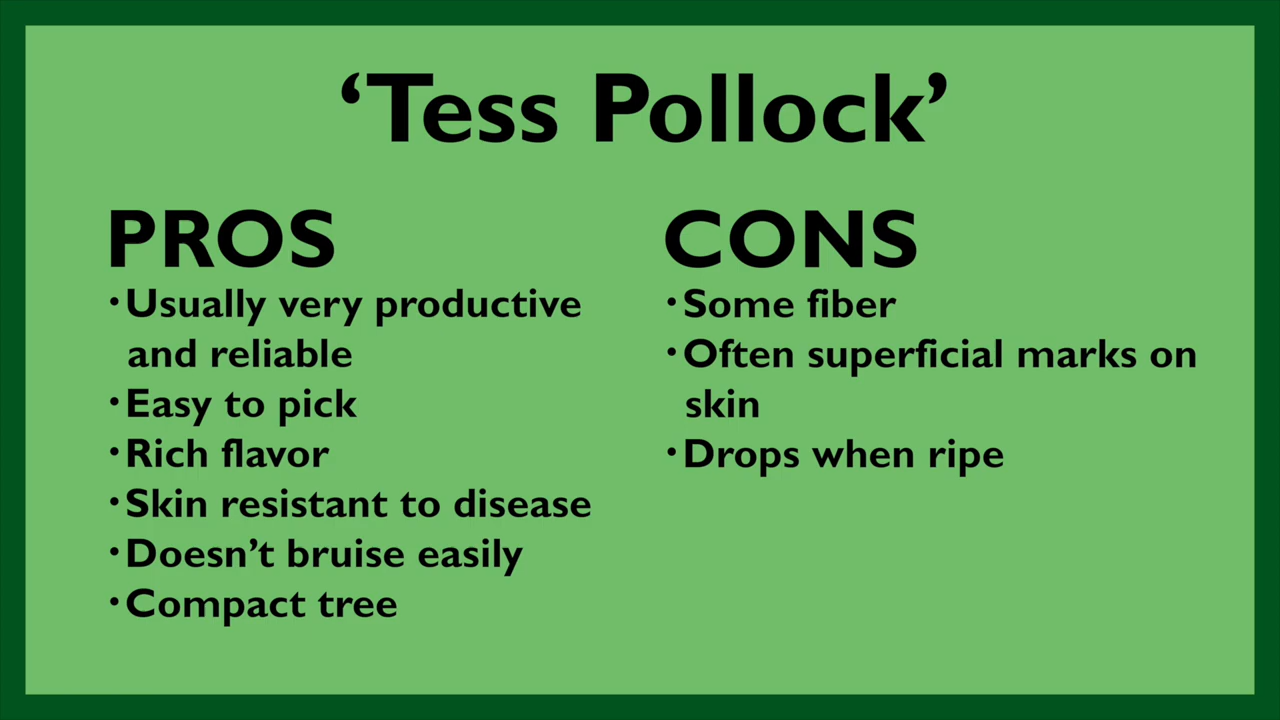 ‘Tess Pollock’
PROS
•Usually very productive
and reliable
•Easy to pick
•Rich flavor
•Skin resistant to disease
•Doesn’t bruise easily
•Compact tree
CONS
•Some fiber
•Often superficial marks on
skin
•Drops when ripe